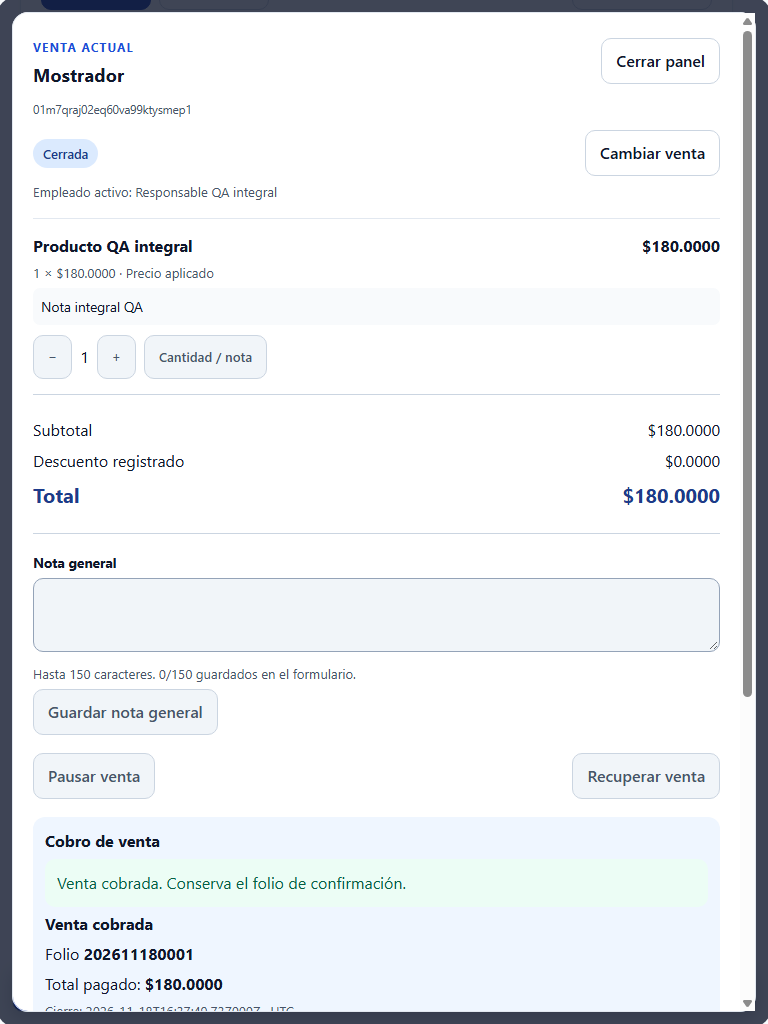 VENTA ACTUAL
Mostrador
Cerrar panel
01m7qraj02eq60va99ktysmep1
Cerrada
Cambiar venta
Empleado activo: Responsable QA integral
Producto QA integral $180.0000
1 × $180.0000 · Precio aplicado
Nota integral QA
− 1 + Cantidad / nota
Subtotal $180.0000
Descuento registrado $0.0000
Total $180.0000
Nota general
Hasta 150 caracteres. 0/150 guardados en el formulario.
Guardar nota general
Pausar venta Recuperar venta
Cobro de venta
Venta cobrada. Conserva el folio de confirmación.
Venta cobrada
Folio 202611180001
Total pagado: $180.0000